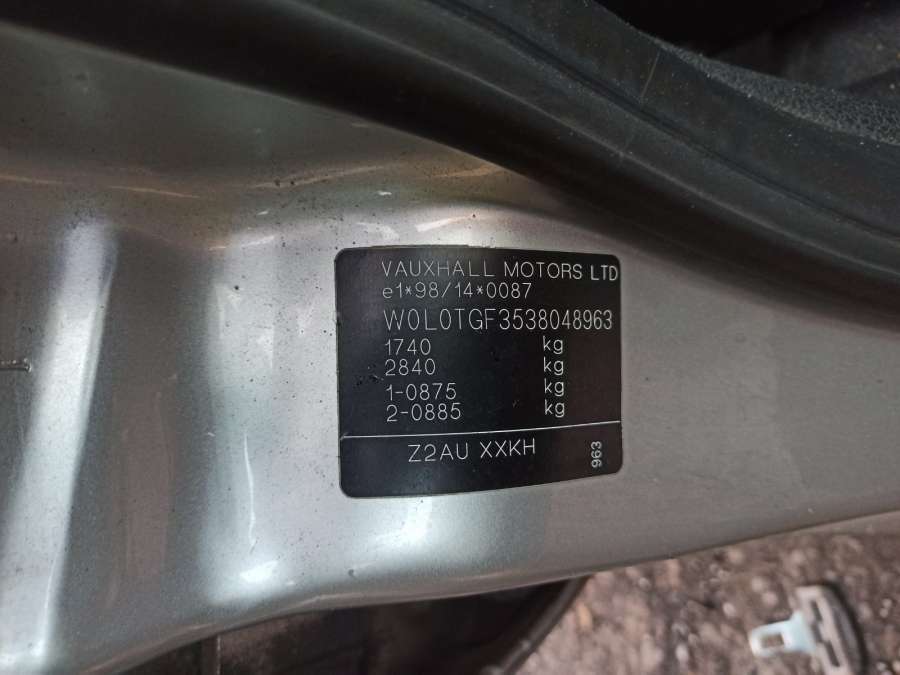 VAUXHALL MOTORS LTD
e1*98/14*0087
W0L0TGF3538048963
1740 kg
2840 kg
1-0875 kg
2-0885 kg
Z2AU XXKH
963